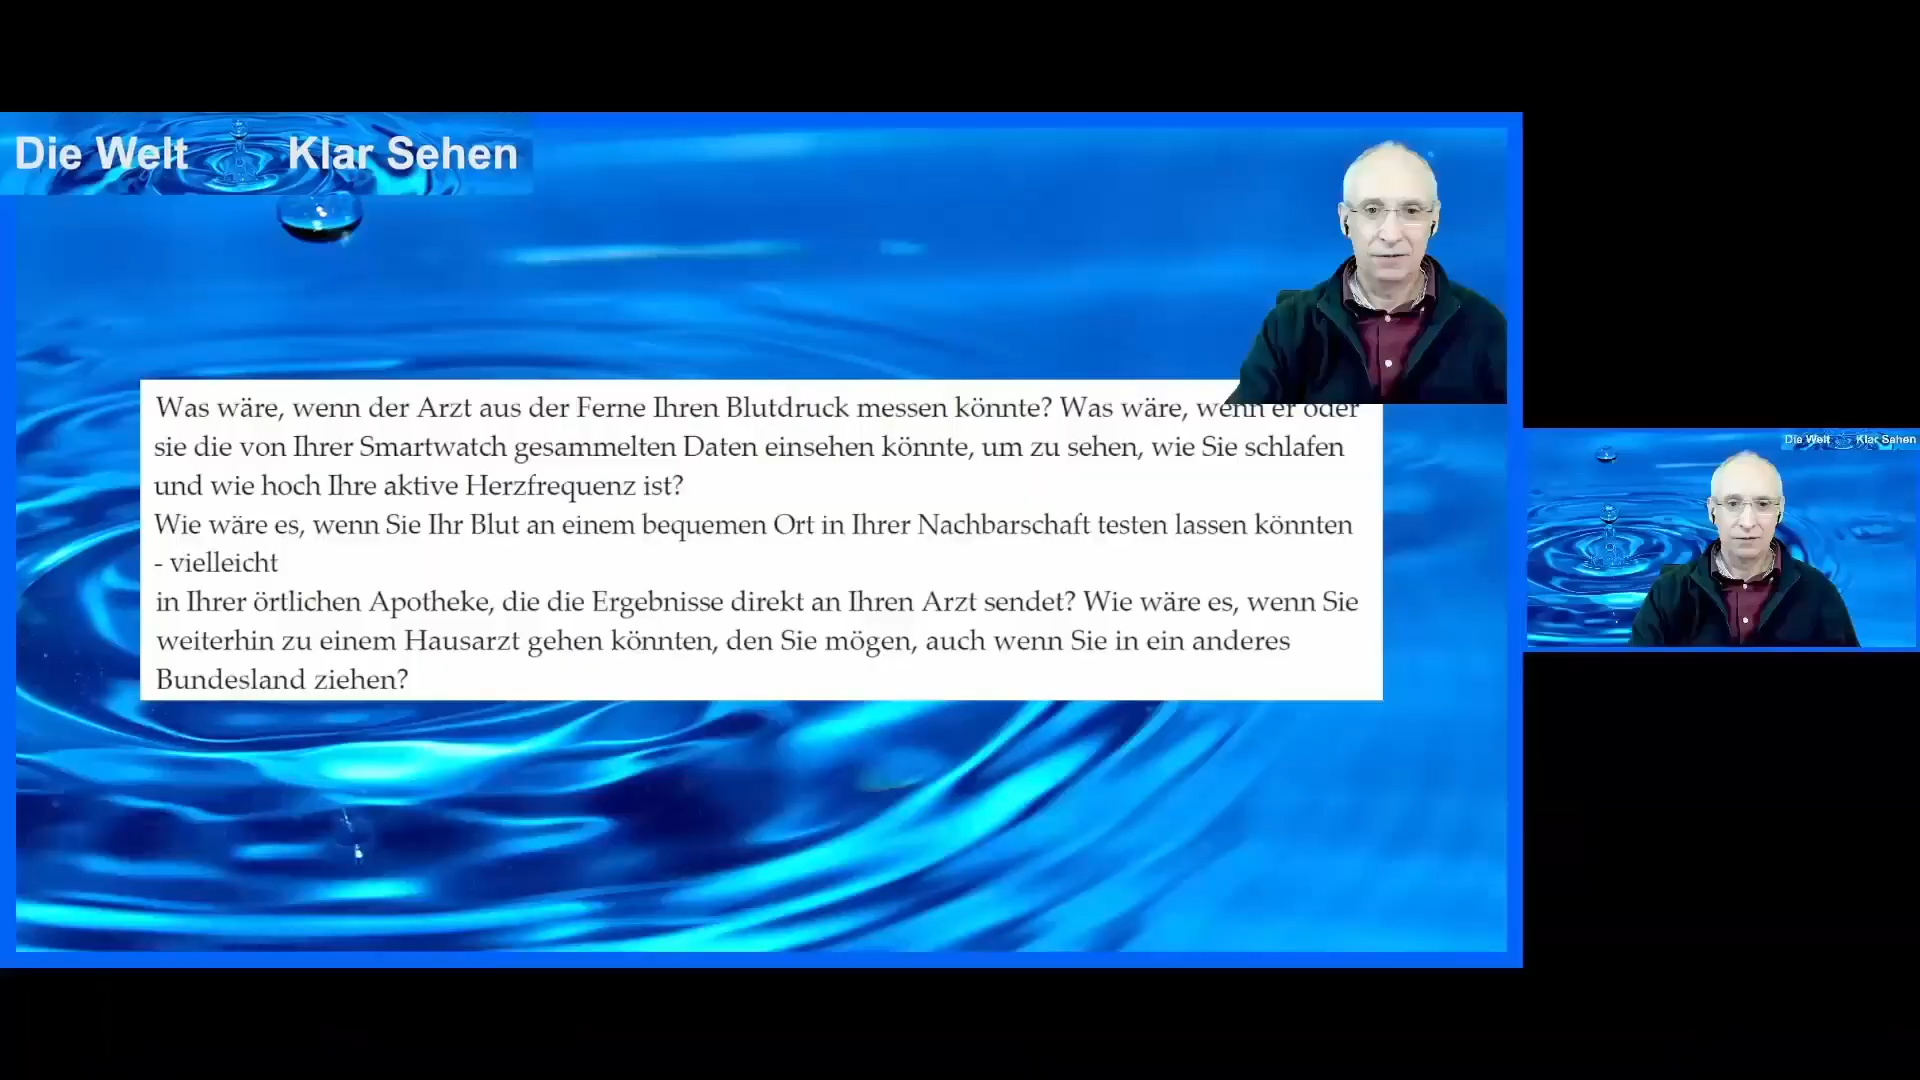 Die Welt Klar Sehen
Was wäre, wenn der Arzt aus der Ferne Ihren Blutdruck messen könnte? Was wäre, wenn er oder
sie die von Ihrer Smartwatch gesammelten Daten einsehen könnte, um zu sehen, wie Sie schlafen
und wie hoch Ihre aktive Herzfrequenz ist?
Wie wäre es, wenn Sie Ihr Blut an einem bequemen Ort in Ihrer Nachbarschaft testen lassen könnten
- vielleicht
in Ihrer örtlichen Apotheke, die die Ergebnisse direkt an Ihren Arzt sendet? Wie wäre es, wenn Sie
weiterhin zu einem Hausarzt gehen könnten, den Sie mögen, auch wenn Sie in ein anderes
Bundesland ziehen?
Die Welt Klar Sehen